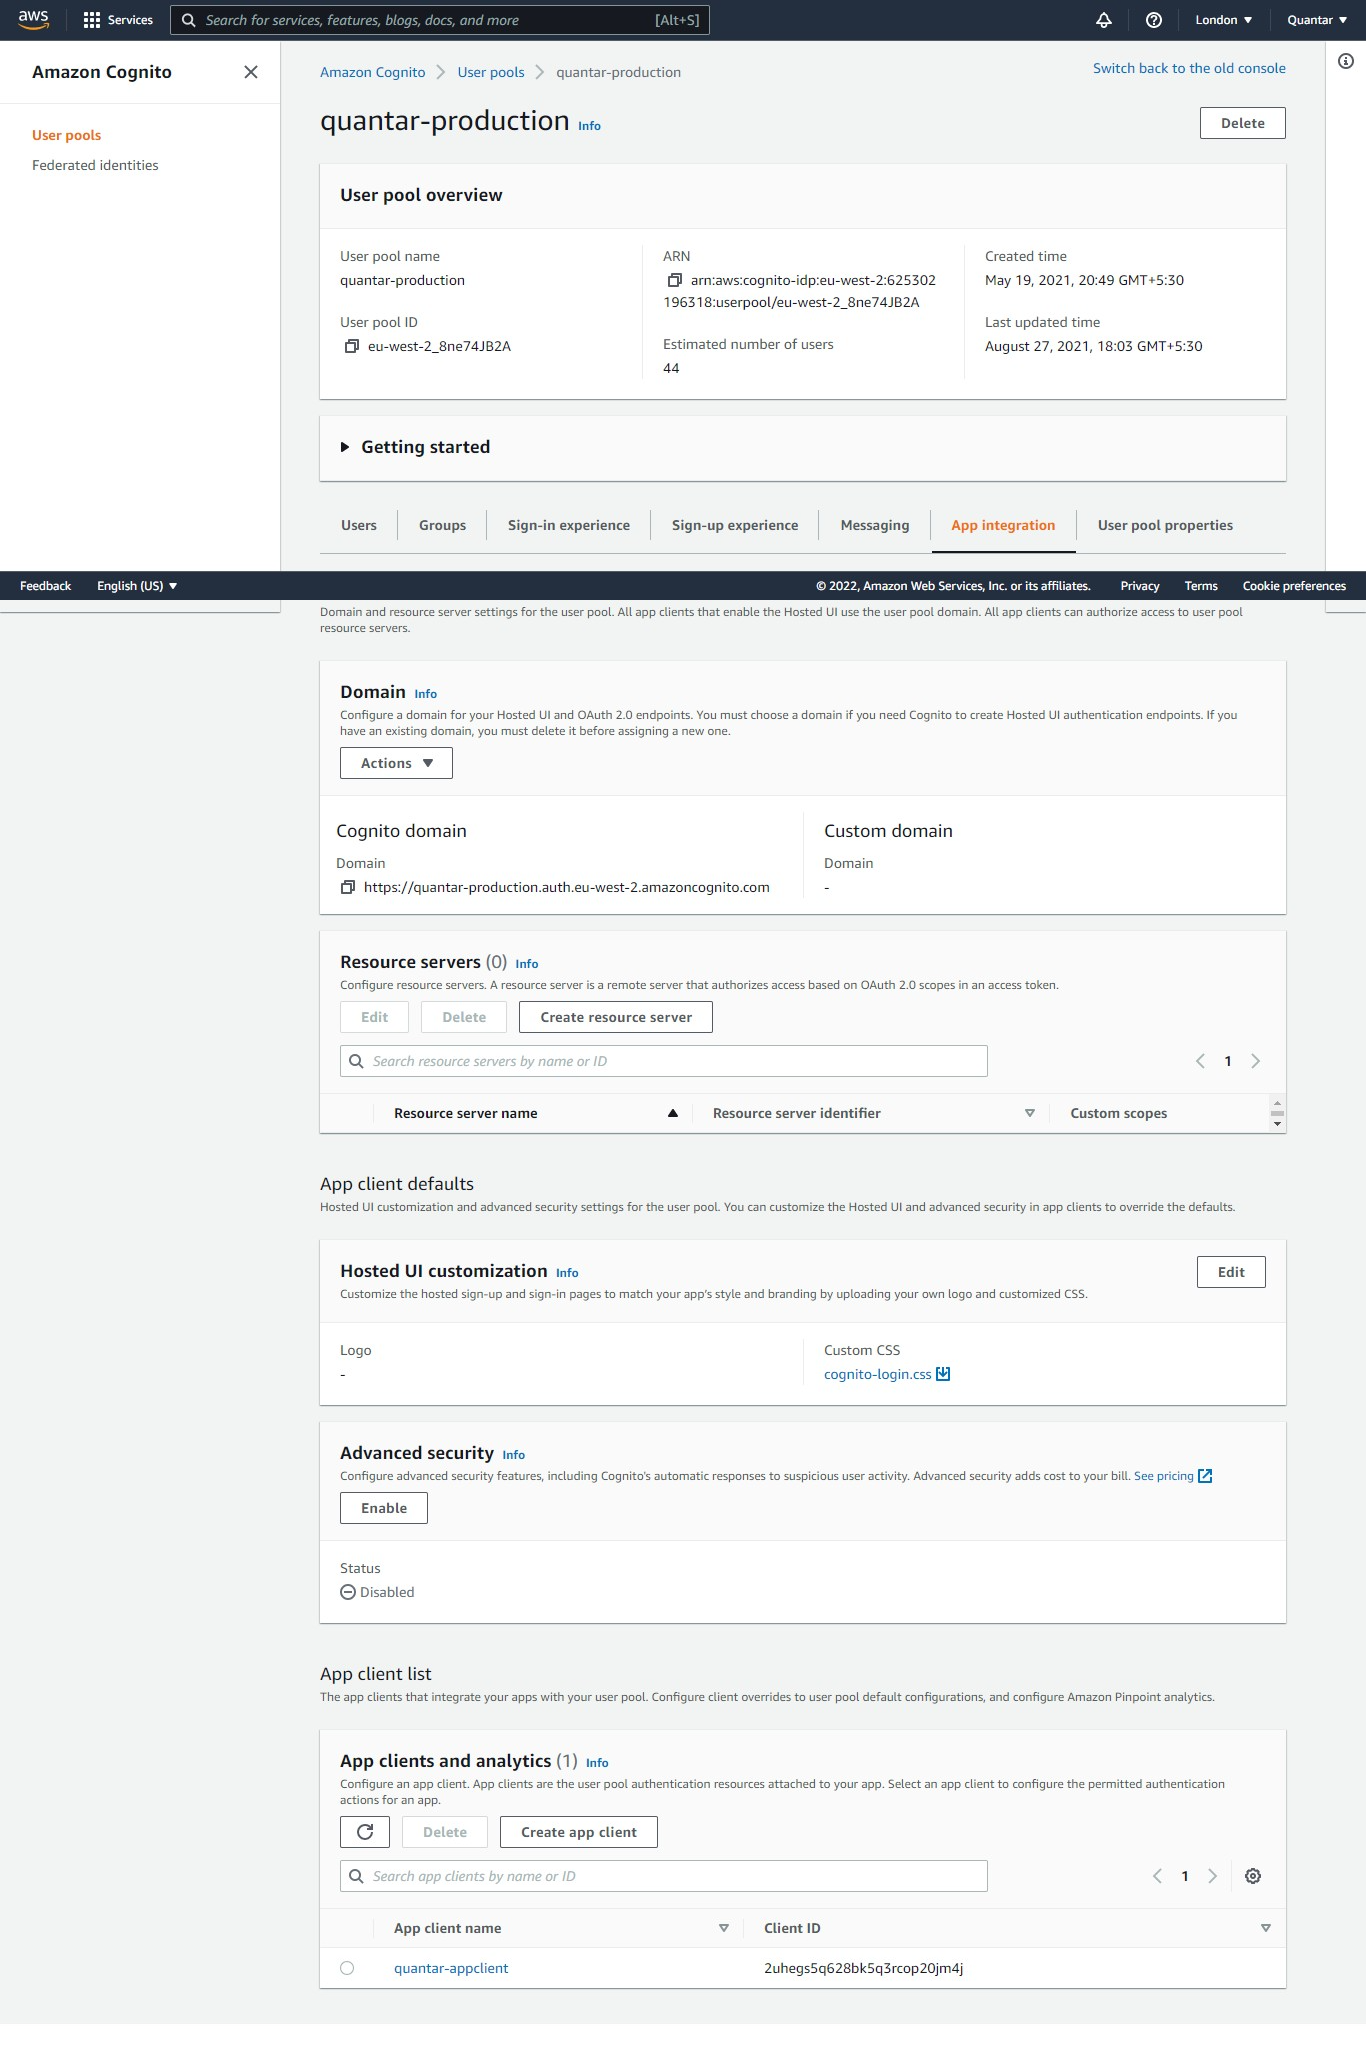 aws
Services
Search for services, features, blogs, docs, and more
[Alt+S]
London
Quantar
Amazon Cognito
User pools
Federated identities
Amazon Cognito
User pools
quantar-production
Switch back to the old console
quantar-production Info
Delete
User pool overview
User pool name
quantar-production
User pool ID
eu-west-2_8ne74JB2A
ARN
arn:aws:cognito-idp:eu-west-2:625302
196318:userpool/eu-west-2_8ne74JB2A
Estimated number of users
44
Created time
May 19, 2021, 20:49 GMT+5:30
Last updated time
August 27, 2021, 18:03 GMT+5:30
Getting started
Users
Groups
Sign-in experience
Sign-up experience
Messaging
App integration
User pool properties
Feedback
English (US)
© 2022, Amazon Web Services, Inc. or its affiliates.
Privacy
Terms
Cookie preferences
Domain and resource server settings for the user pool. All app clients that enable the Hosted UI use the user pool domain. All app clients can authorize access to user pool
resource servers.
Domain Info
Configure a domain for your Hosted UI and OAuth 2.0 endpoints. You must choose a domain if you need Cognito to create Hosted UI authentication endpoints. If you
have an existing domain, you must delete it before assigning a new one.
Actions
Cognito domain
Domain
https://quantar-production.auth.eu-west-2.amazoncognito.com
Custom domain
Domain
-
Resource servers (0) Info
Configure resource servers. A resource server is a remote server that authorizes access based on OAuth 2.0 scopes in an access token.
Edit
Delete
Create resource server
Search resource servers by name or ID
1
Resource server name
Resource server identifier
Custom scopes
App client defaults
Hosted UI customization and advanced security settings for the user pool. You can customize the Hosted UI and advanced security in app clients to override the defaults.
Hosted UI customization Info
Edit
Customize the hosted sign-up and sign-in pages to match your app's style and branding by uploading your own logo and customized CSS.
Logo
-
Custom CSS
cognito-login.css
Advanced security Info
Configure advanced security features, including Cognito's automatic responses to suspicious user activity. Advanced security adds cost to your bill. See pricing
Enable
Status
Disabled
App client list
The app clients that integrate your apps with your user pool. Configure client overrides to user pool default configurations, and configure Amazon Pinpoint analytics.
App clients and analytics (1) Info
Configure an app client. App clients are the user pool authentication resources attached to your app. Select an app client to configure the permitted authentication
actions for an app.
Delete
Create app client
Search app clients by name or ID
1
App client name
Client ID
quantar-appclient
2uhegs5q628bk5q3rcop20jm4j